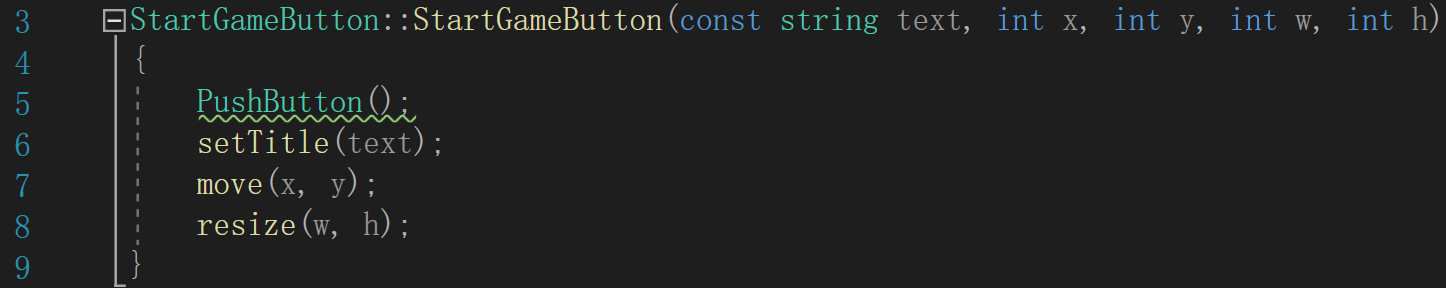 3 StartGameButton::StartGameButton(const string text, int x, int y, int w, int h)
4 {
5 PushButton();
6 setTitle(text);
7 move(x, y);
8 resize(w, h);
9 }